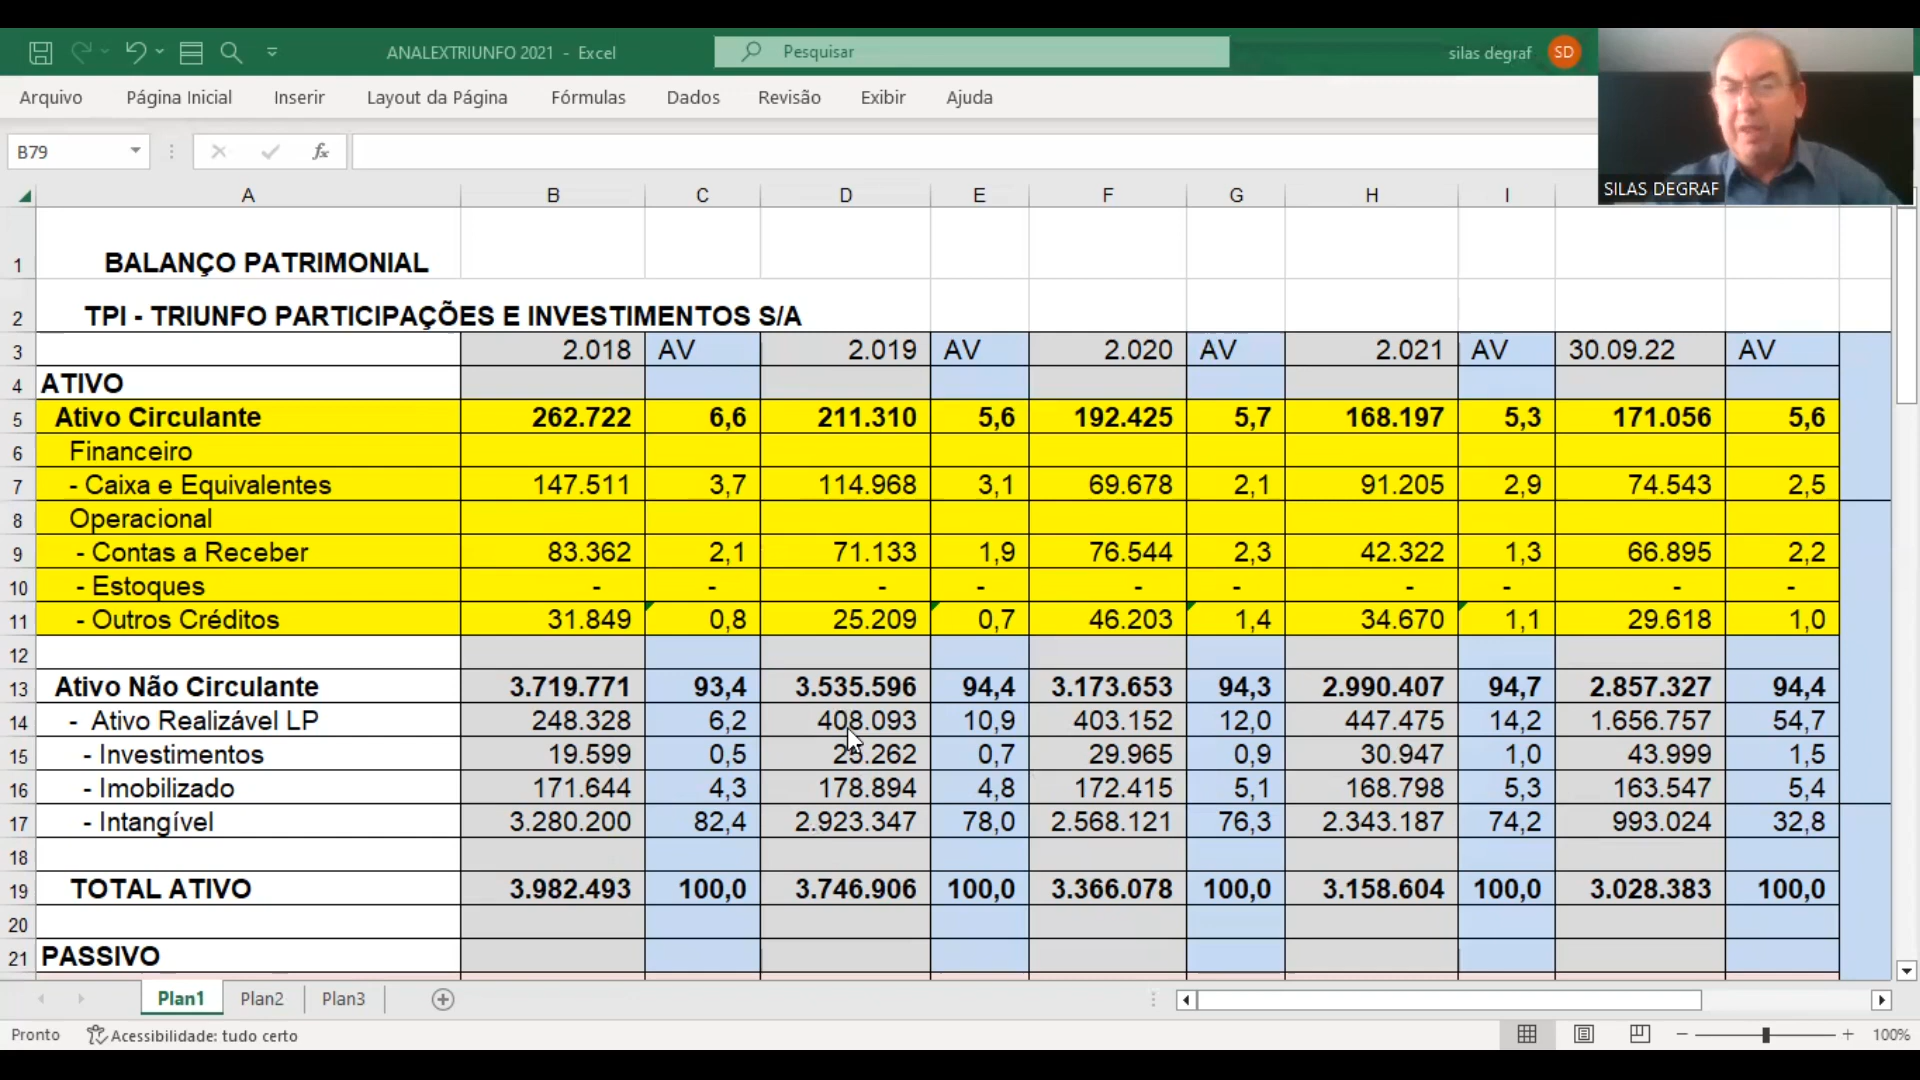 ANALEXTRIUNFO 2021 - Excel
Pesquisar
silas degraf SD
Arquivo Página Inicial Inserir Layout da Página Fórmulas Dados Revisão Exibir Ajuda
B79 fx
SILAS DEGRAF
A B C D E F G H I
1 BALANÇO PATRIMONIAL
2 TPI - TRIUNFO PARTICIPAÇÕES E INVESTIMENTOS S/A
3 2.018 AV 2.019 AV 2.020 AV 2.021 AV 30.09.22 AV
4 ATIVO
5 Ativo Circulante 262.722 6,6 211.310 5,6 192.425 5,7 168.197 5,3 171.056 5,6
6 Financeiro
7 - Caixa e Equivalentes 147.511 3,7 114.968 3,1 69.678 2,1 91.205 2,9 74.543 2,5
8 Operacional
9 - Contas a Receber 83.362 2,1 71.133 1,9 76.544 2,3 42.322 1,3 66.895 2,2
10 - Estoques - - - - - - - - - -
11 - Outros Créditos 31.849 0,8 25.209 0,7 46.203 1,4 34.670 1,1 29.618 1,0
12
13 Ativo Não Circulante 3.719.771 93,4 3.535.596 94,4 3.173.653 94,3 2.990.407 94,7 2.857.327 94,4
14 - Ativo Realizável LP 248.328 6,2 408.093 10,9 403.152 12,0 447.475 14,2 1.656.757 54,7
15 - Investimentos 19.599 0,5 25.262 0,7 29.965 0,9 30.947 1,0 43.999 1,5
16 - Imobilizado 171.644 4,3 178.894 4,8 172.415 5,1 168.798 5,3 163.547 5,4
17 - Intangível 3.280.200 82,4 2.923.347 78,0 2.568.121 76,3 2.343.187 74,2 993.024 32,8
18
19 TOTAL ATIVO 3.982.493 100,0 3.746.906 100,0 3.366.078 100,0 3.158.604 100,0 3.028.383 100,0
20
21 PASSIVO
Plan1 Plan2 Plan3
Pronto Acessibilidade: tudo certo 100%